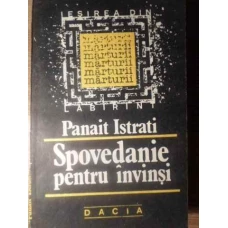 IEȘIREA DIN
mărturii
mărturii
mărturii
mărturii
mărturii
LABIRINT
Panait Istrati
Spovedanie
pentru învinși
DACIA